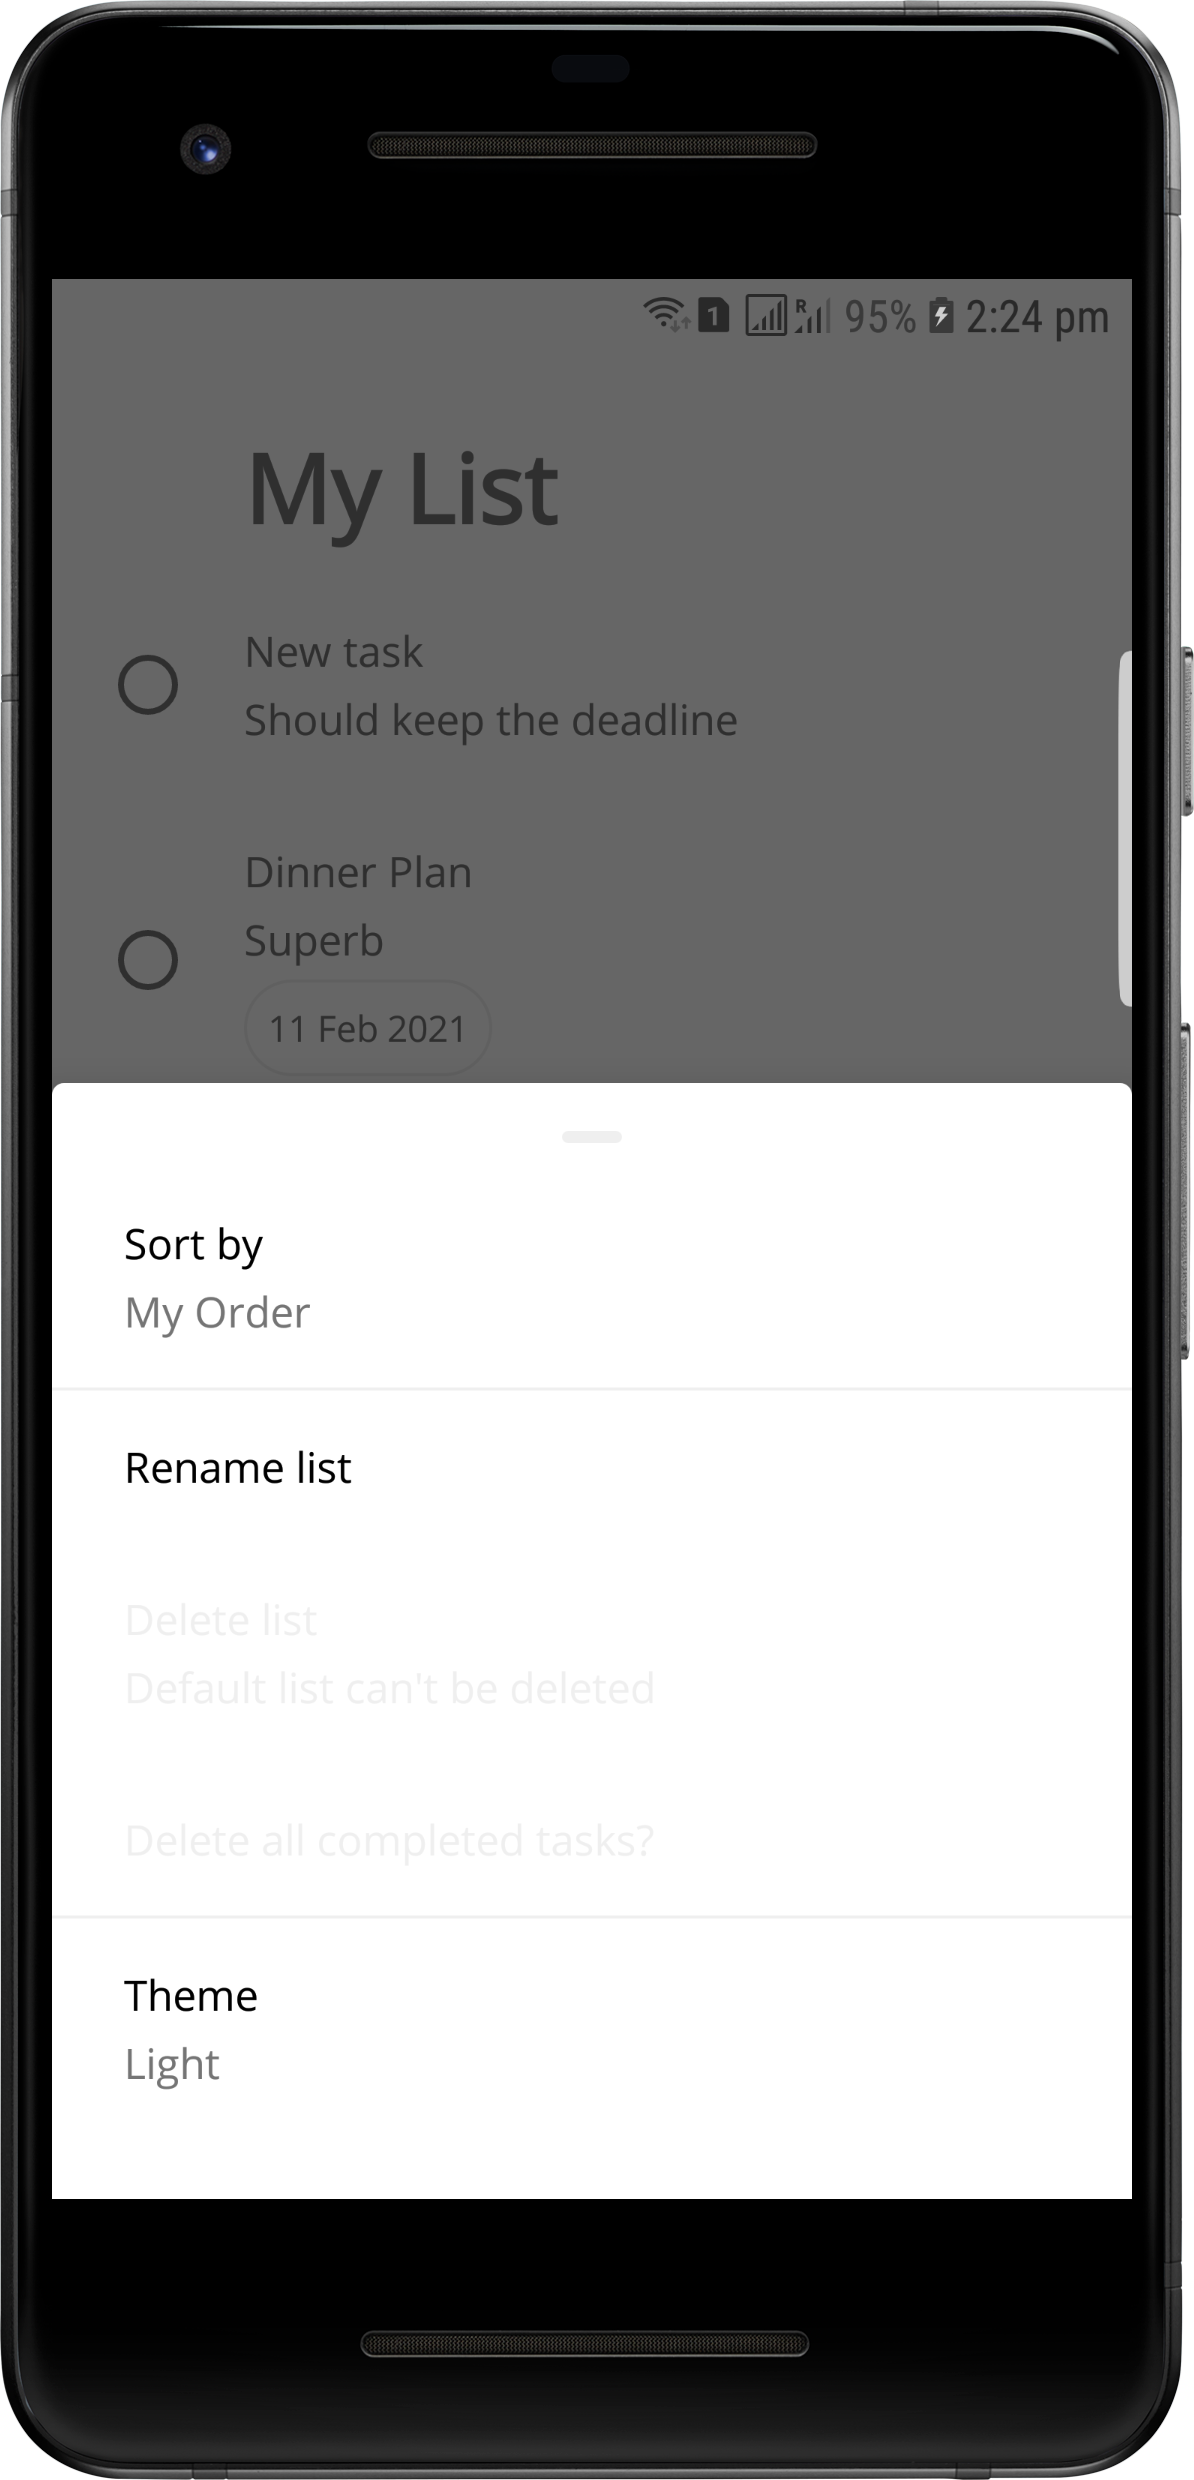 1 R 95% 2:24 pm
My List
New task
Should keep the deadline
Dinner Plan
Superb
11 Feb 2021
Sort by
My Order
Rename list
Delete list
Default list can't be deleted
Delete all completed tasks?
Theme
Light